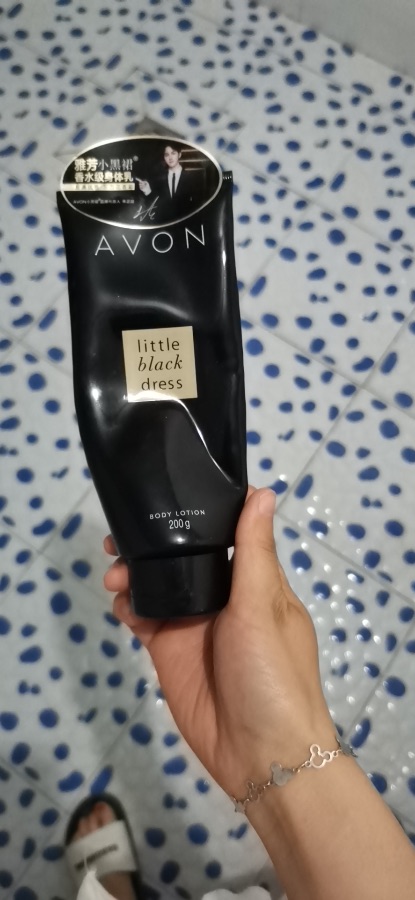 雅芳小黑裙®
香水级身体乳
AVON
little
black
dress
BODY LOTION
200g